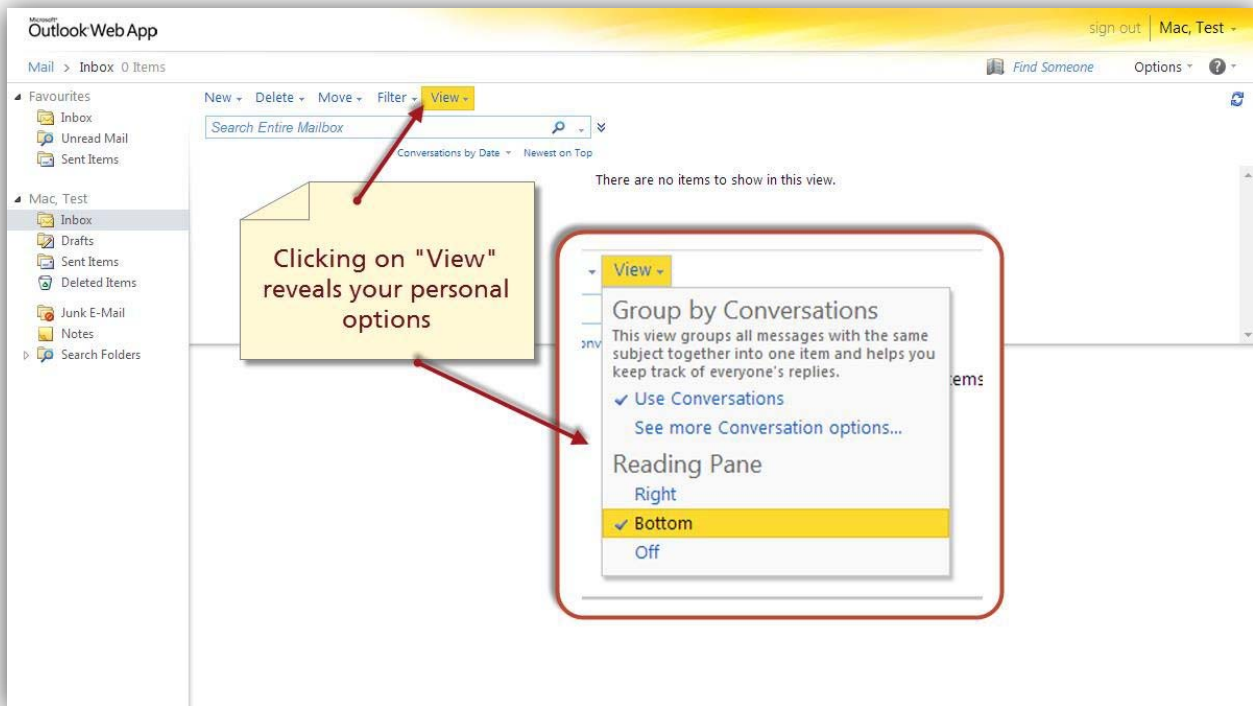 Microsoft®
Outlook Web App
sign out
Mac, Test
Mail > Inbox 0 Items
Find Someone
Options
?
Favourites
Inbox
Unread Mail
Sent Items
Mac, Test
Inbox
Drafts
Sent Items
Deleted Items
Junk E-Mail
Notes
Search Folders
New Delete Move Filter View
Search Entire Mailbox
Conversations by Date Newest on Top
There are no items to show in this view.
Clicking on "View"
reveals your personal
options
View
Group by Conversations
This view groups all messages with the same
subject together into one item and helps you
keep track of everyone's replies.
Use Conversations
See more Conversation options...
Reading Pane
Right
Bottom
Off
onv
ems